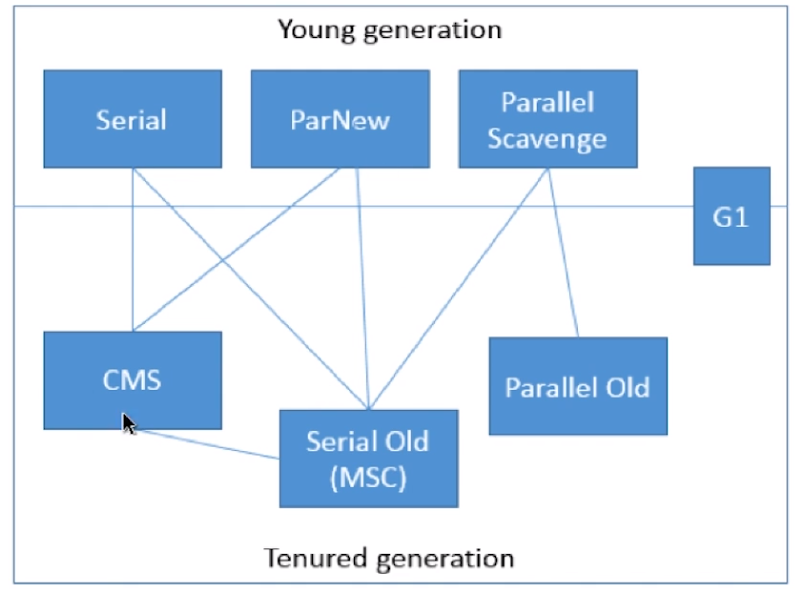 Young generation
Serial
ParNew
Parallel
Scavenge
G1
CMS
Parallel Old
Serial Old
(MSC)
Tenured generation